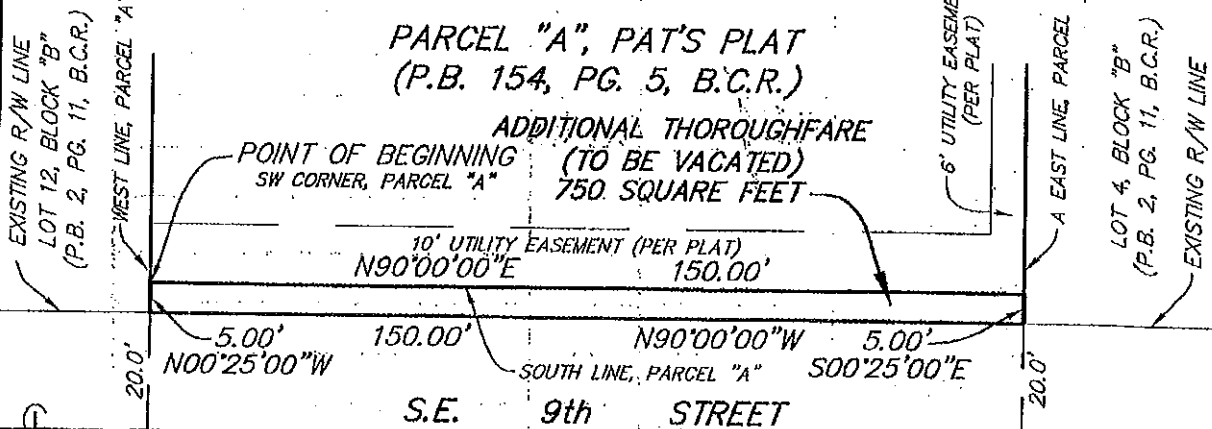 EXISTING R/W LINE
LOT 12, BLOCK "B"
(P.B. 2, PG. 11, B.C.R.)
WEST LINE, PARCEL "A"
PARCEL "A", PAT'S PLAT
(P.B. 154, PG. 5, B.C.R.)
ADDITIONAL THOROUGHFARE
(TO BE VACATED)
750 SQUARE FEET
POINT OF BEGINNING
SW CORNER, PARCEL "A"
6' UTILITY
(PER PLAT)
A EAST LINE, PARCEL
LOT 4, BLOCK "B"
(P.B. 2, PG. 11, B.C.R.)
EXISTING R/W LINE
10' UTILITY EASEMENT (PER PLAT)
N90°00'00"E 150.00'
5.00' 150.00' N90°00'00"W 5.00'
N00°25'00"W SOUTH LINE, PARCEL "A" S00°25'00"E
20.0' 20.0'
S.E. 9th STREET